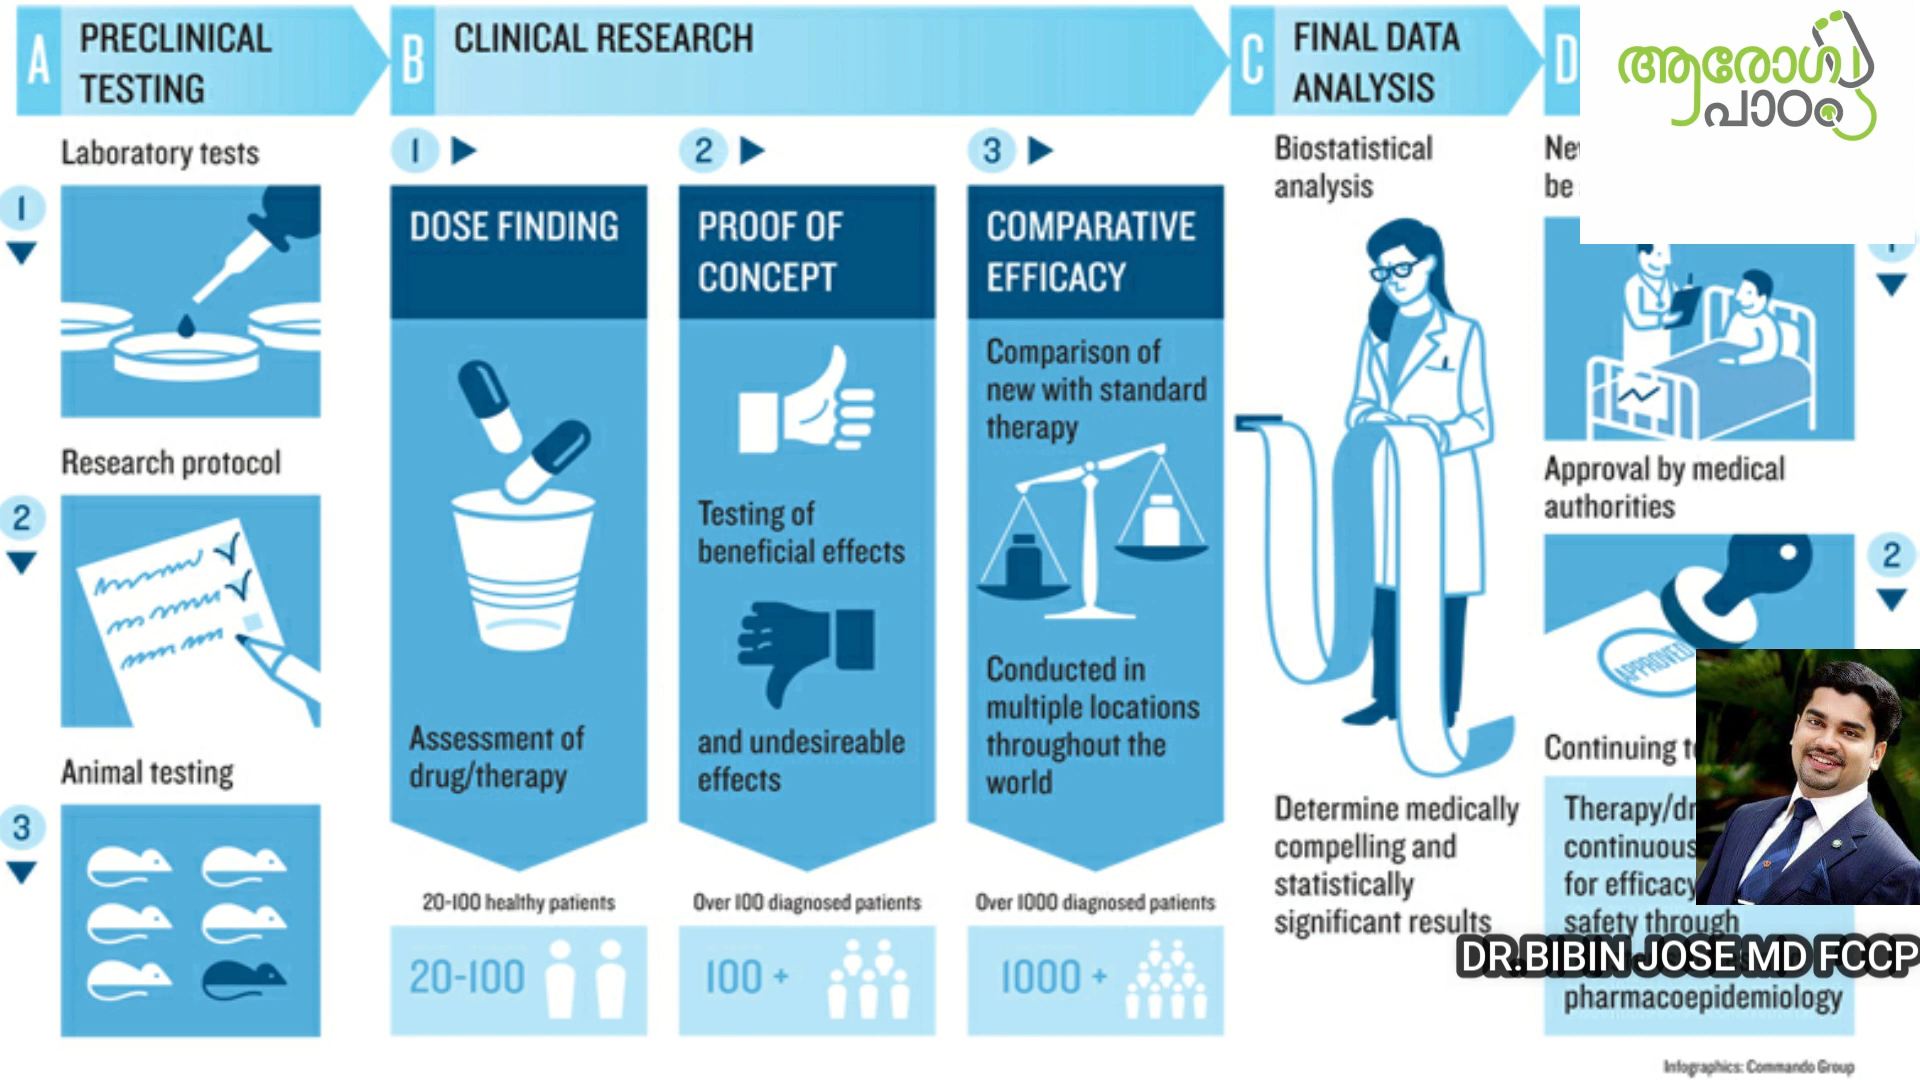 A
PRECLINICAL
TESTING
Laboratory tests
1
Research protocol
2
Animal testing
3
B
CLINICAL RESEARCH
1
DOSE FINDING
Assessment of
drug/therapy
20-100 healthy patients
20-100
2
PROOF OF
CONCEPT
Testing of
beneficial effects
and undesireable
effects
Over 100 diagnosed patients
100 +
3
COMPARATIVE
EFFICACY
Comparison of
new with standard
therapy
Conducted in
multiple locations
throughout the
world
Over 1000 diagnosed patients
1000 +
C
FINAL DATA
ANALYSIS
Biostatistical
analysis
Determine medically
compelling and
statistically
significant results
D
ആരോഗ്യ
പാഠം
be
1
Approval by medical
authorities
2
APPROVED
Continuing
Therapy/dr
continuous
for efficacy
safety through
DR.BIBIN JOSE MD FCCP
pharmacoepidemiology
Infographics: Commando Group